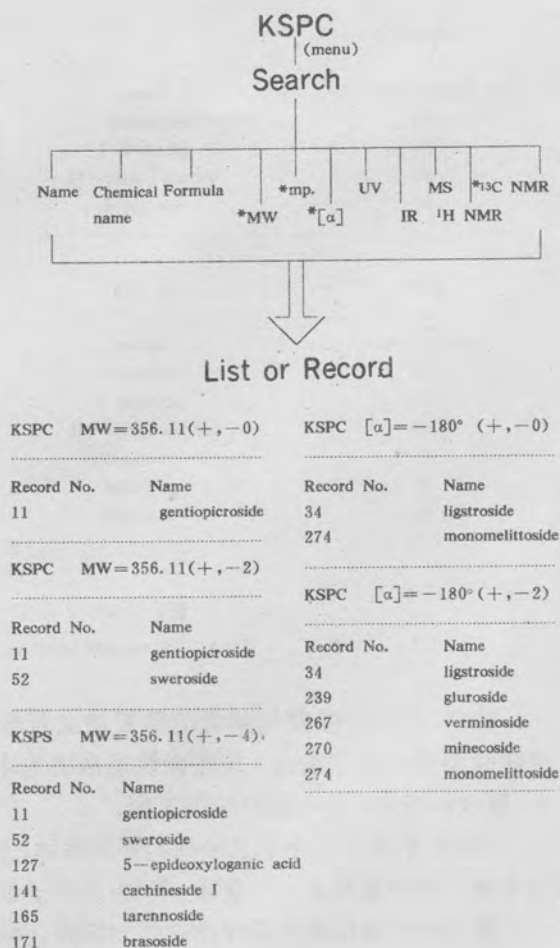 KSPC
(menu)
Search
Name Chemical Formula *mp. UV MS *¹³C NMR
name *MW *[α] IR ¹H NMR
List or Record
KSPC MW=356.11(+,-0)
Record No. Name
11 gentiopicroside
KSPC MW=356.11(+,-2)
Record No. Name
11 gentiopicroside
52 sweroside
KSPS MW=356.11(+,-4).
Record No. Name
11 gentiopicroside
52 sweroside
127 5-epideoxyloganic acid
141 cachineside I
165 tarennoside
171 brasoside
KSPC [α]=-180° (+,-0)
Record No. Name
34 ligstroside
274 monomelittoside
KSPC [α]=-180°(+,-2)
Record No. Name
34 ligstroside
239 gluroside
267 verminoside
270 minecoside
274 monomelittoside